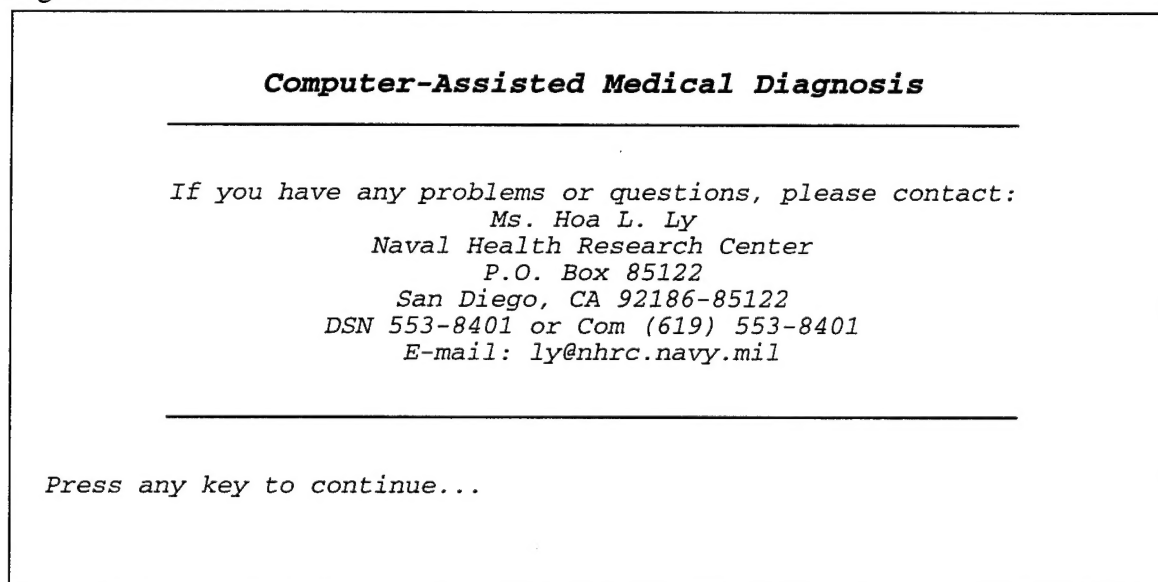 Computer-Assisted Medical Diagnosis
If you have any problems or questions, please contact:
Ms. Hoa L. Ly
Naval Health Research Center
P.O. Box 85122
San Diego, CA 92186-85122
DSN 553-8401 or Com (619) 553-8401
E-mail: ly@nhrc.navy.mil
Press any key to continue...